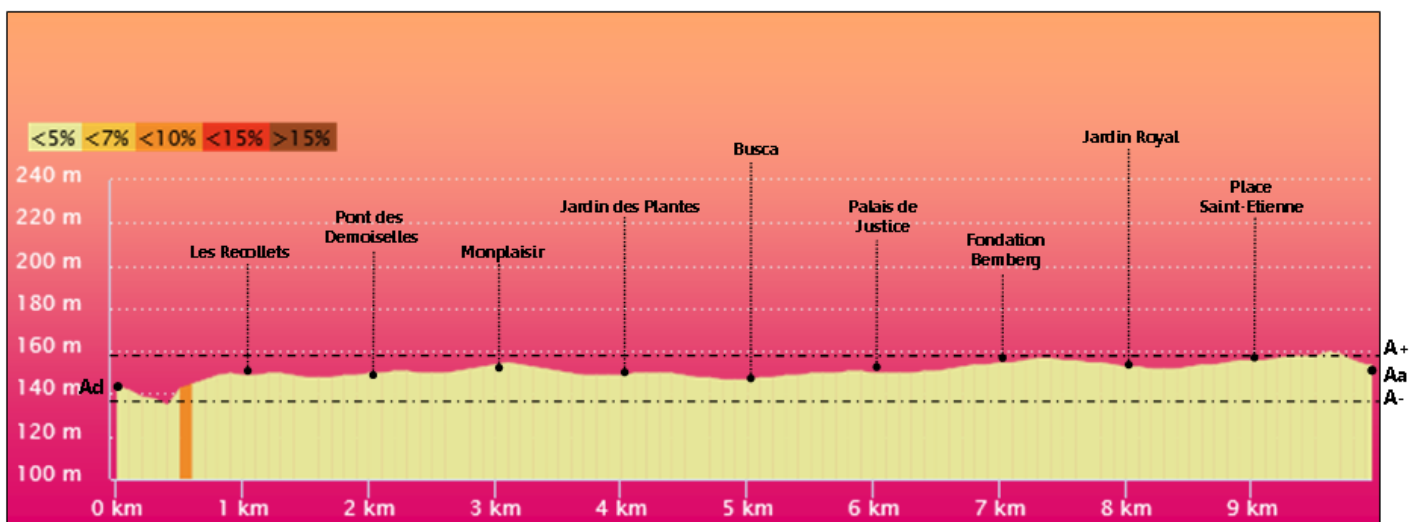 <5% <7% <10% <15% >15%
240 m
220 m
200 m
180 m
160 m
140 m
120 m
100 m
Les Recollets
Pont des
Demoiselles
Monplaisir
Jardin des Plantes
Busca
Palais de
Justice
Fondation
Bemberg
Jardin Royal
Place
Saint-Etienne
Ad
A+
Aa
A-
0 km 1 km 2 km 3 km 4 km 5 km 6 km 7 km 8 km 9 km